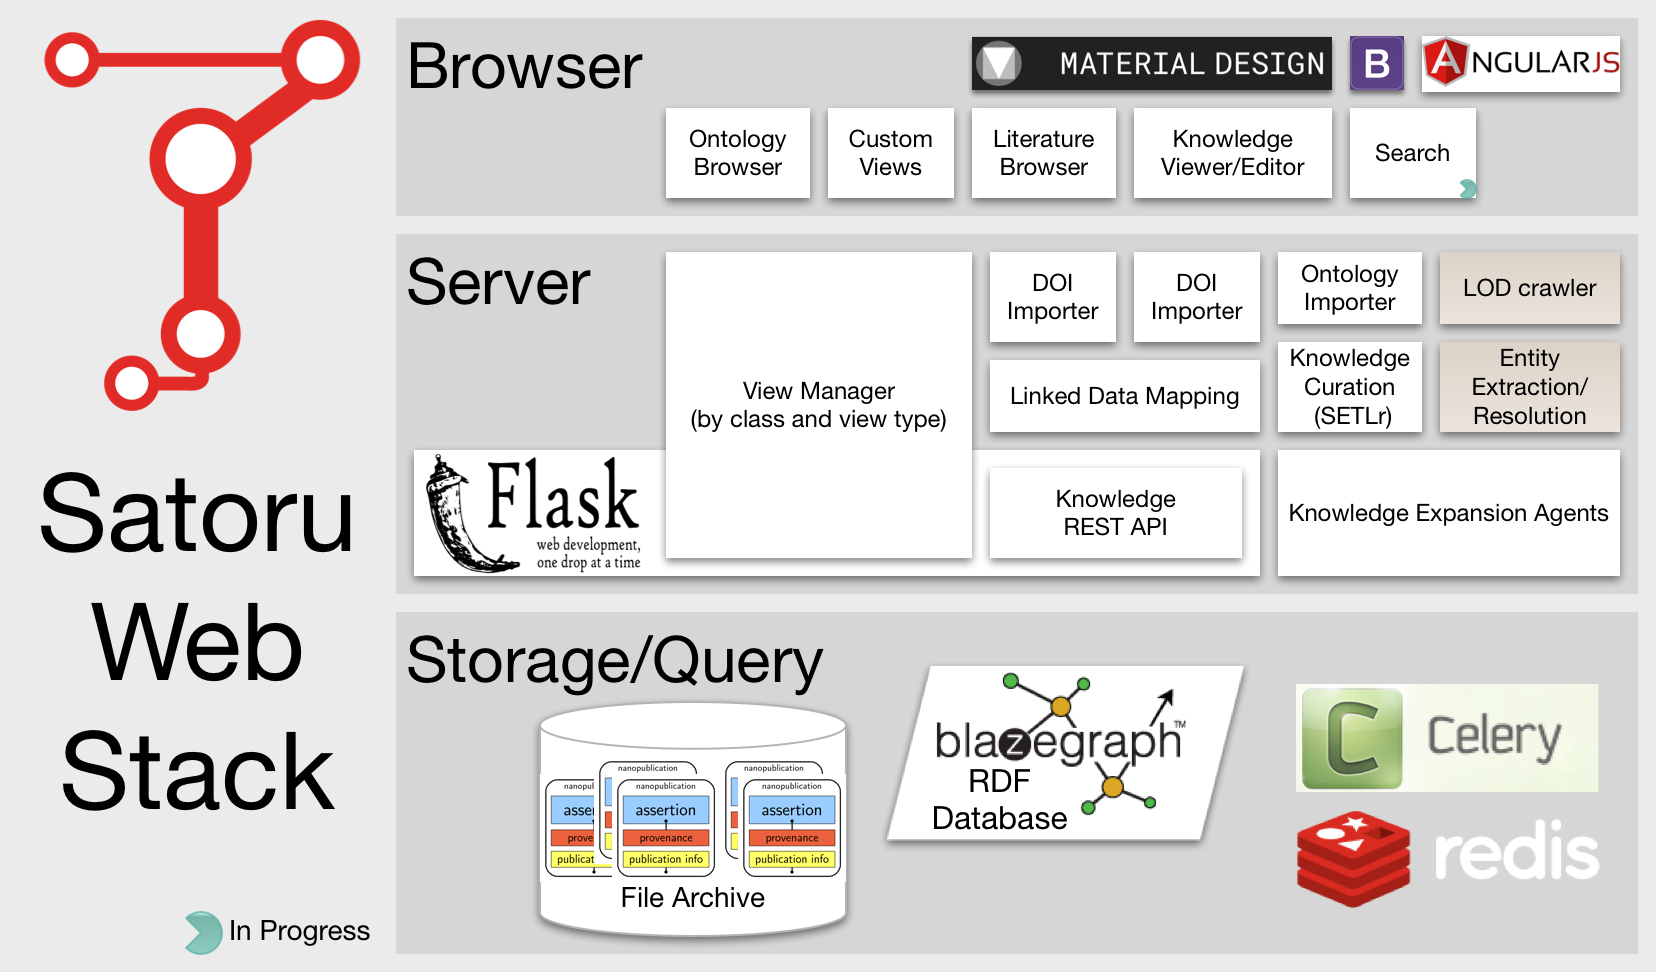 Satoru
Web
Stack
In Progress
Browser
MATERIAL DESIGN
B
ANGULARJS
Ontology
Browser
Custom
Views
Literature
Browser
Knowledge
Viewer/Editor
Search
Server
View Manager
(by class and view type)
DOI
Importer
DOI
Importer
Ontology
Importer
LOD crawler
Linked Data Mapping
Knowledge
Curation
(SETLr)
Entity
Extraction/
Resolution
Flask
web development,
one drop at a time
Knowledge
REST API
Knowledge Expansion Agents
Storage/Query
nanopublication
nanopublication
nanopubl
nanopublication
nanopublication
asser
assertion
assertion
prove
provenance
provenance
publicat
publication info
publication info
File Archive
blazegraph™
RDF
Database
C Celery
redis